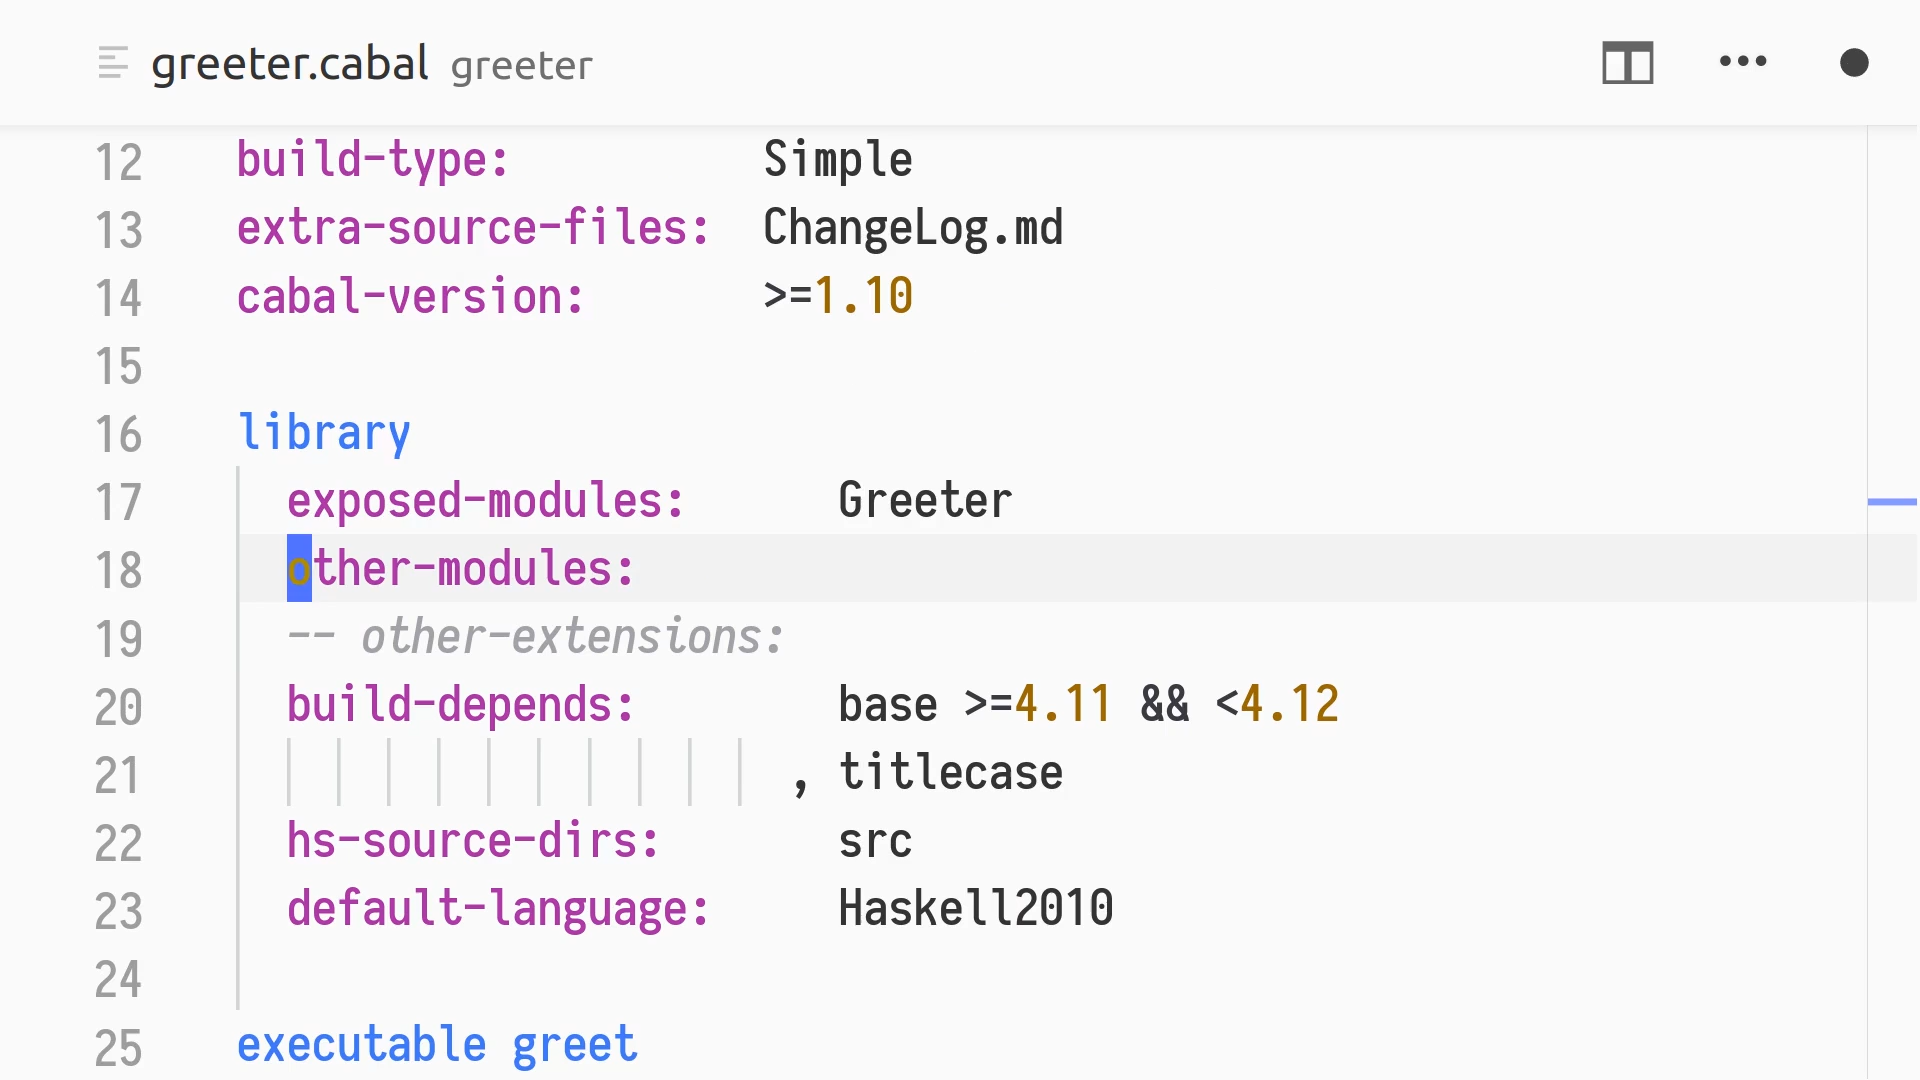 greeter.cabal greeter
12 build-type: Simple
13 extra-source-files: ChangeLog.md
14 cabal-version: >=1.10
15
16 library
17 exposed-modules: Greeter
18 other-modules:
19 -- other-extensions:
20 build-depends: base >=4.11 && <4.12
21 , titlecase
22 hs-source-dirs: src
23 default-language: Haskell2010
24
25 executable greet